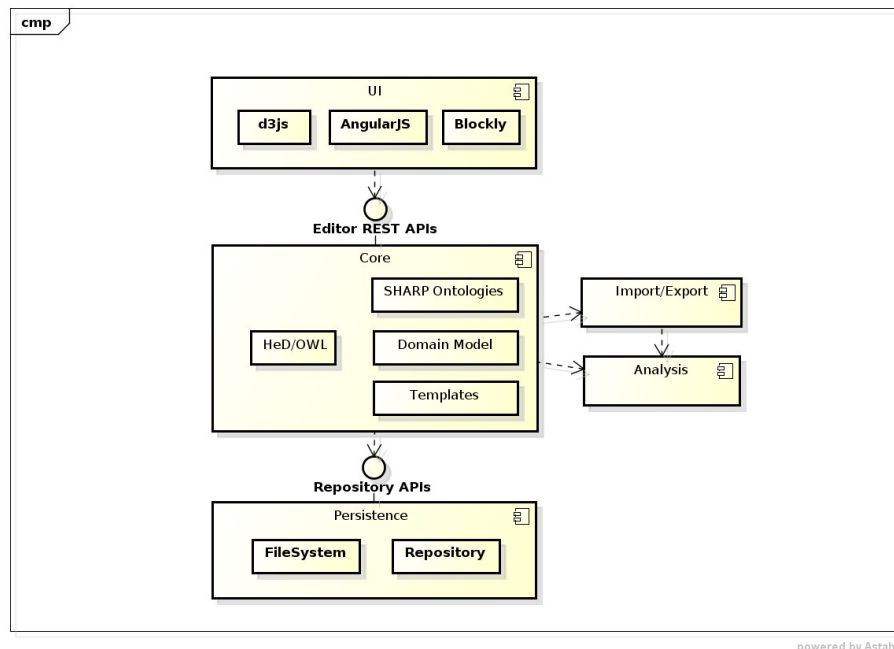 cmp
UI
d3js
AngularJS
Blockly
Editor REST APIs
Core
SHARP Ontologies
HeD/OWL
Domain Model
Templates
Import/Export
Analysis
Repository APIs
Persistence
FileSystem
Repository
powered by Astah